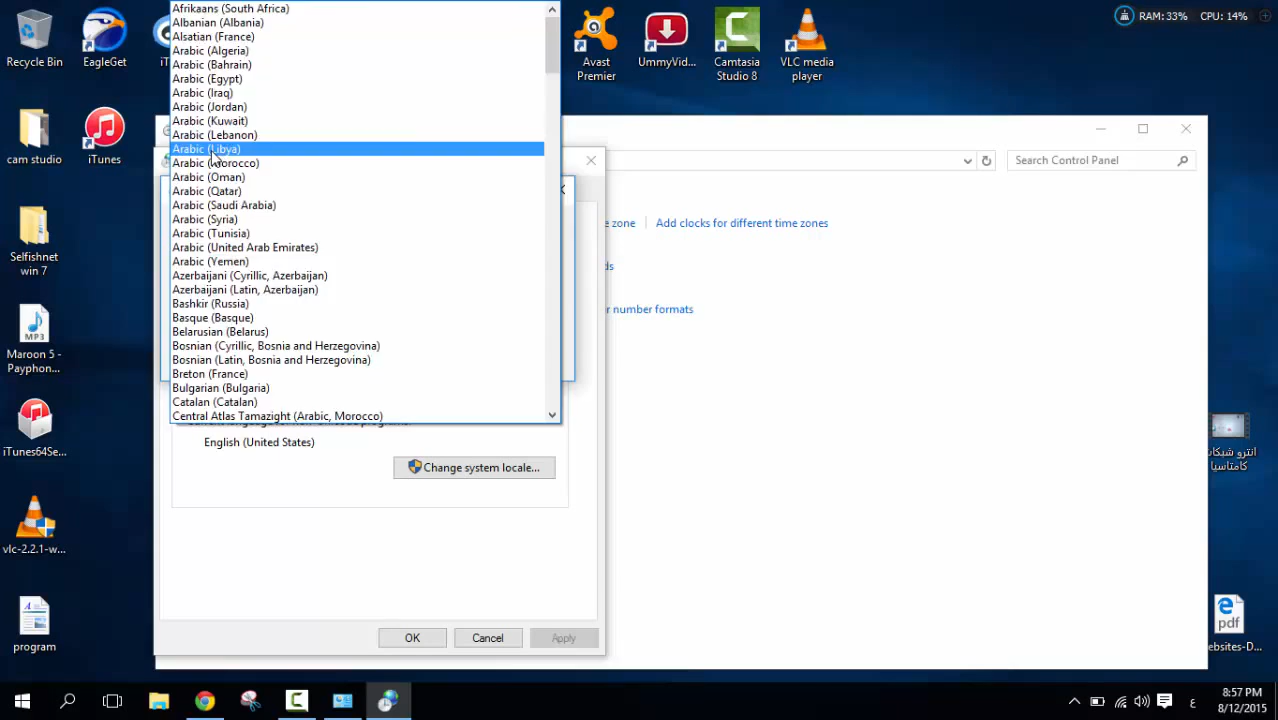 Recycle Bin
EagleGet
Avast
Premier
UmmyVid...
Camtasia
Studio 8
VLC media
player
RAM: 33%
CPU: 14%
cam studio
iTunes
Selfishnet
win 7
MP3
Maroon 5 -
Payphon...
iTunes64Se...
vlc-2.2.1-w...
program
Afrikaans (South Africa)
Albanian (Albania)
Alsatian (France)
Arabic (Algeria)
Arabic (Bahrain)
Arabic (Egypt)
Arabic (Iraq)
Arabic (Jordan)
Arabic (Kuwait)
Arabic (Lebanon)
Arabic (Libya)
Arabic (Morocco)
Arabic (Oman)
Arabic (Qatar)
Arabic (Saudi Arabia)
Arabic (Syria)
Arabic (Tunisia)
Arabic (United Arab Emirates)
Arabic (Yemen)
Azerbaijani (Cyrillic, Azerbaijan)
Azerbaijani (Latin, Azerbaijan)
Bashkir (Russia)
Basque (Basque)
Belarusian (Belarus)
Bosnian (Cyrillic, Bosnia and Herzegovina)
Bosnian (Latin, Bosnia and Herzegovina)
Breton (France)
Bulgarian (Bulgaria)
Catalan (Catalan)
Central Atlas Tamazight (Arabic, Morocco)
English (United States)
Change system locale...
OK
Cancel
Apply
Search Control Panel
e zone
Add clocks for different time zones
ds
r number formats
انترو شبكات
كامتاسيا
pdf
ebsites-D...
ع
8:57 PM
8/12/2015